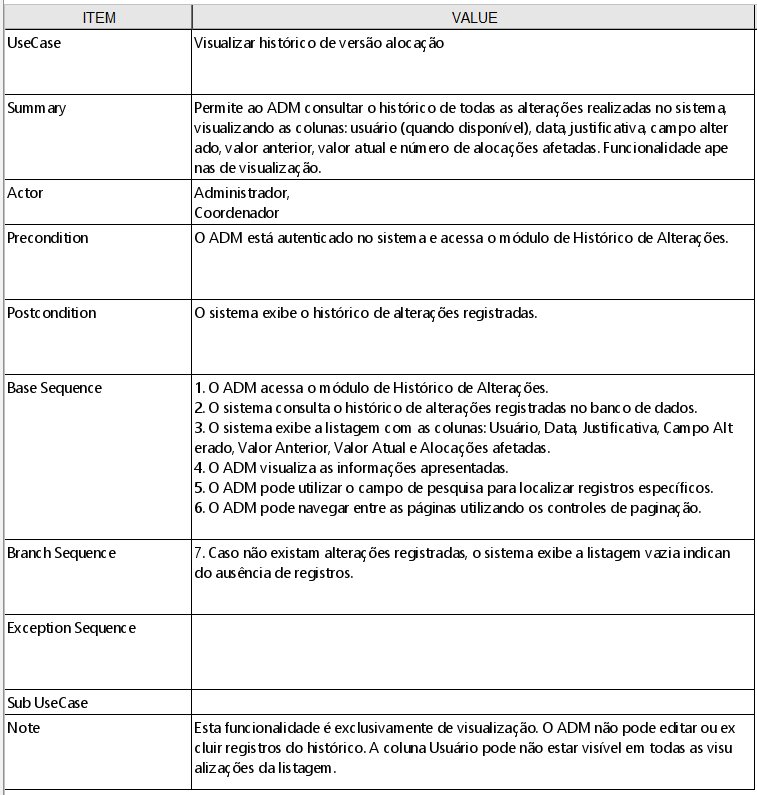 ITEM VALUE
UseCase Visualizar histórico de versão alocação
Summary Permite ao ADM consultar o histórico de todas as alterações realizadas no sistema,
visualizando as colunas: usuário (quando disponível), data, justificativa, campo alter
ado, valor anterior, valor atual e número de alocações afetadas. Funcionalidade ape
nas de visualização.
Actor Administrador,
Coordenador
Precondition O ADM está autenticado no sistema e acessa o módulo de Histórico de Alterações.
Postcondition O sistema exibe o histórico de alterações registradas.
Base Sequence 1. O ADM acessa o módulo de Histórico de Alterações.
2. O sistema consulta o histórico de alterações registradas no banco de dados.
3. O sistema exibe a listagem com as colunas: Usuário, Data, Justificativa, Campo Alt
erado, Valor Anterior, Valor Atual e Alocações afetadas.
4. O ADM visualiza as informações apresentadas.
5. O ADM pode utilizar o campo de pesquisa para localizar registros específicos.
6. O ADM pode navegar entre as páginas utilizando os controles de paginação.
Branch Sequence 7. Caso não existam alterações registradas, o sistema exibe a listagem vazia indican
do ausência de registros.
Exception Sequence
Sub UseCase
Note Esta funcionalidade é exclusivamente de visualização. O ADM não pode editar ou ex
cluir registros do histórico. A coluna Usuário pode não estar visível em todas as visu
alizações da listagem.